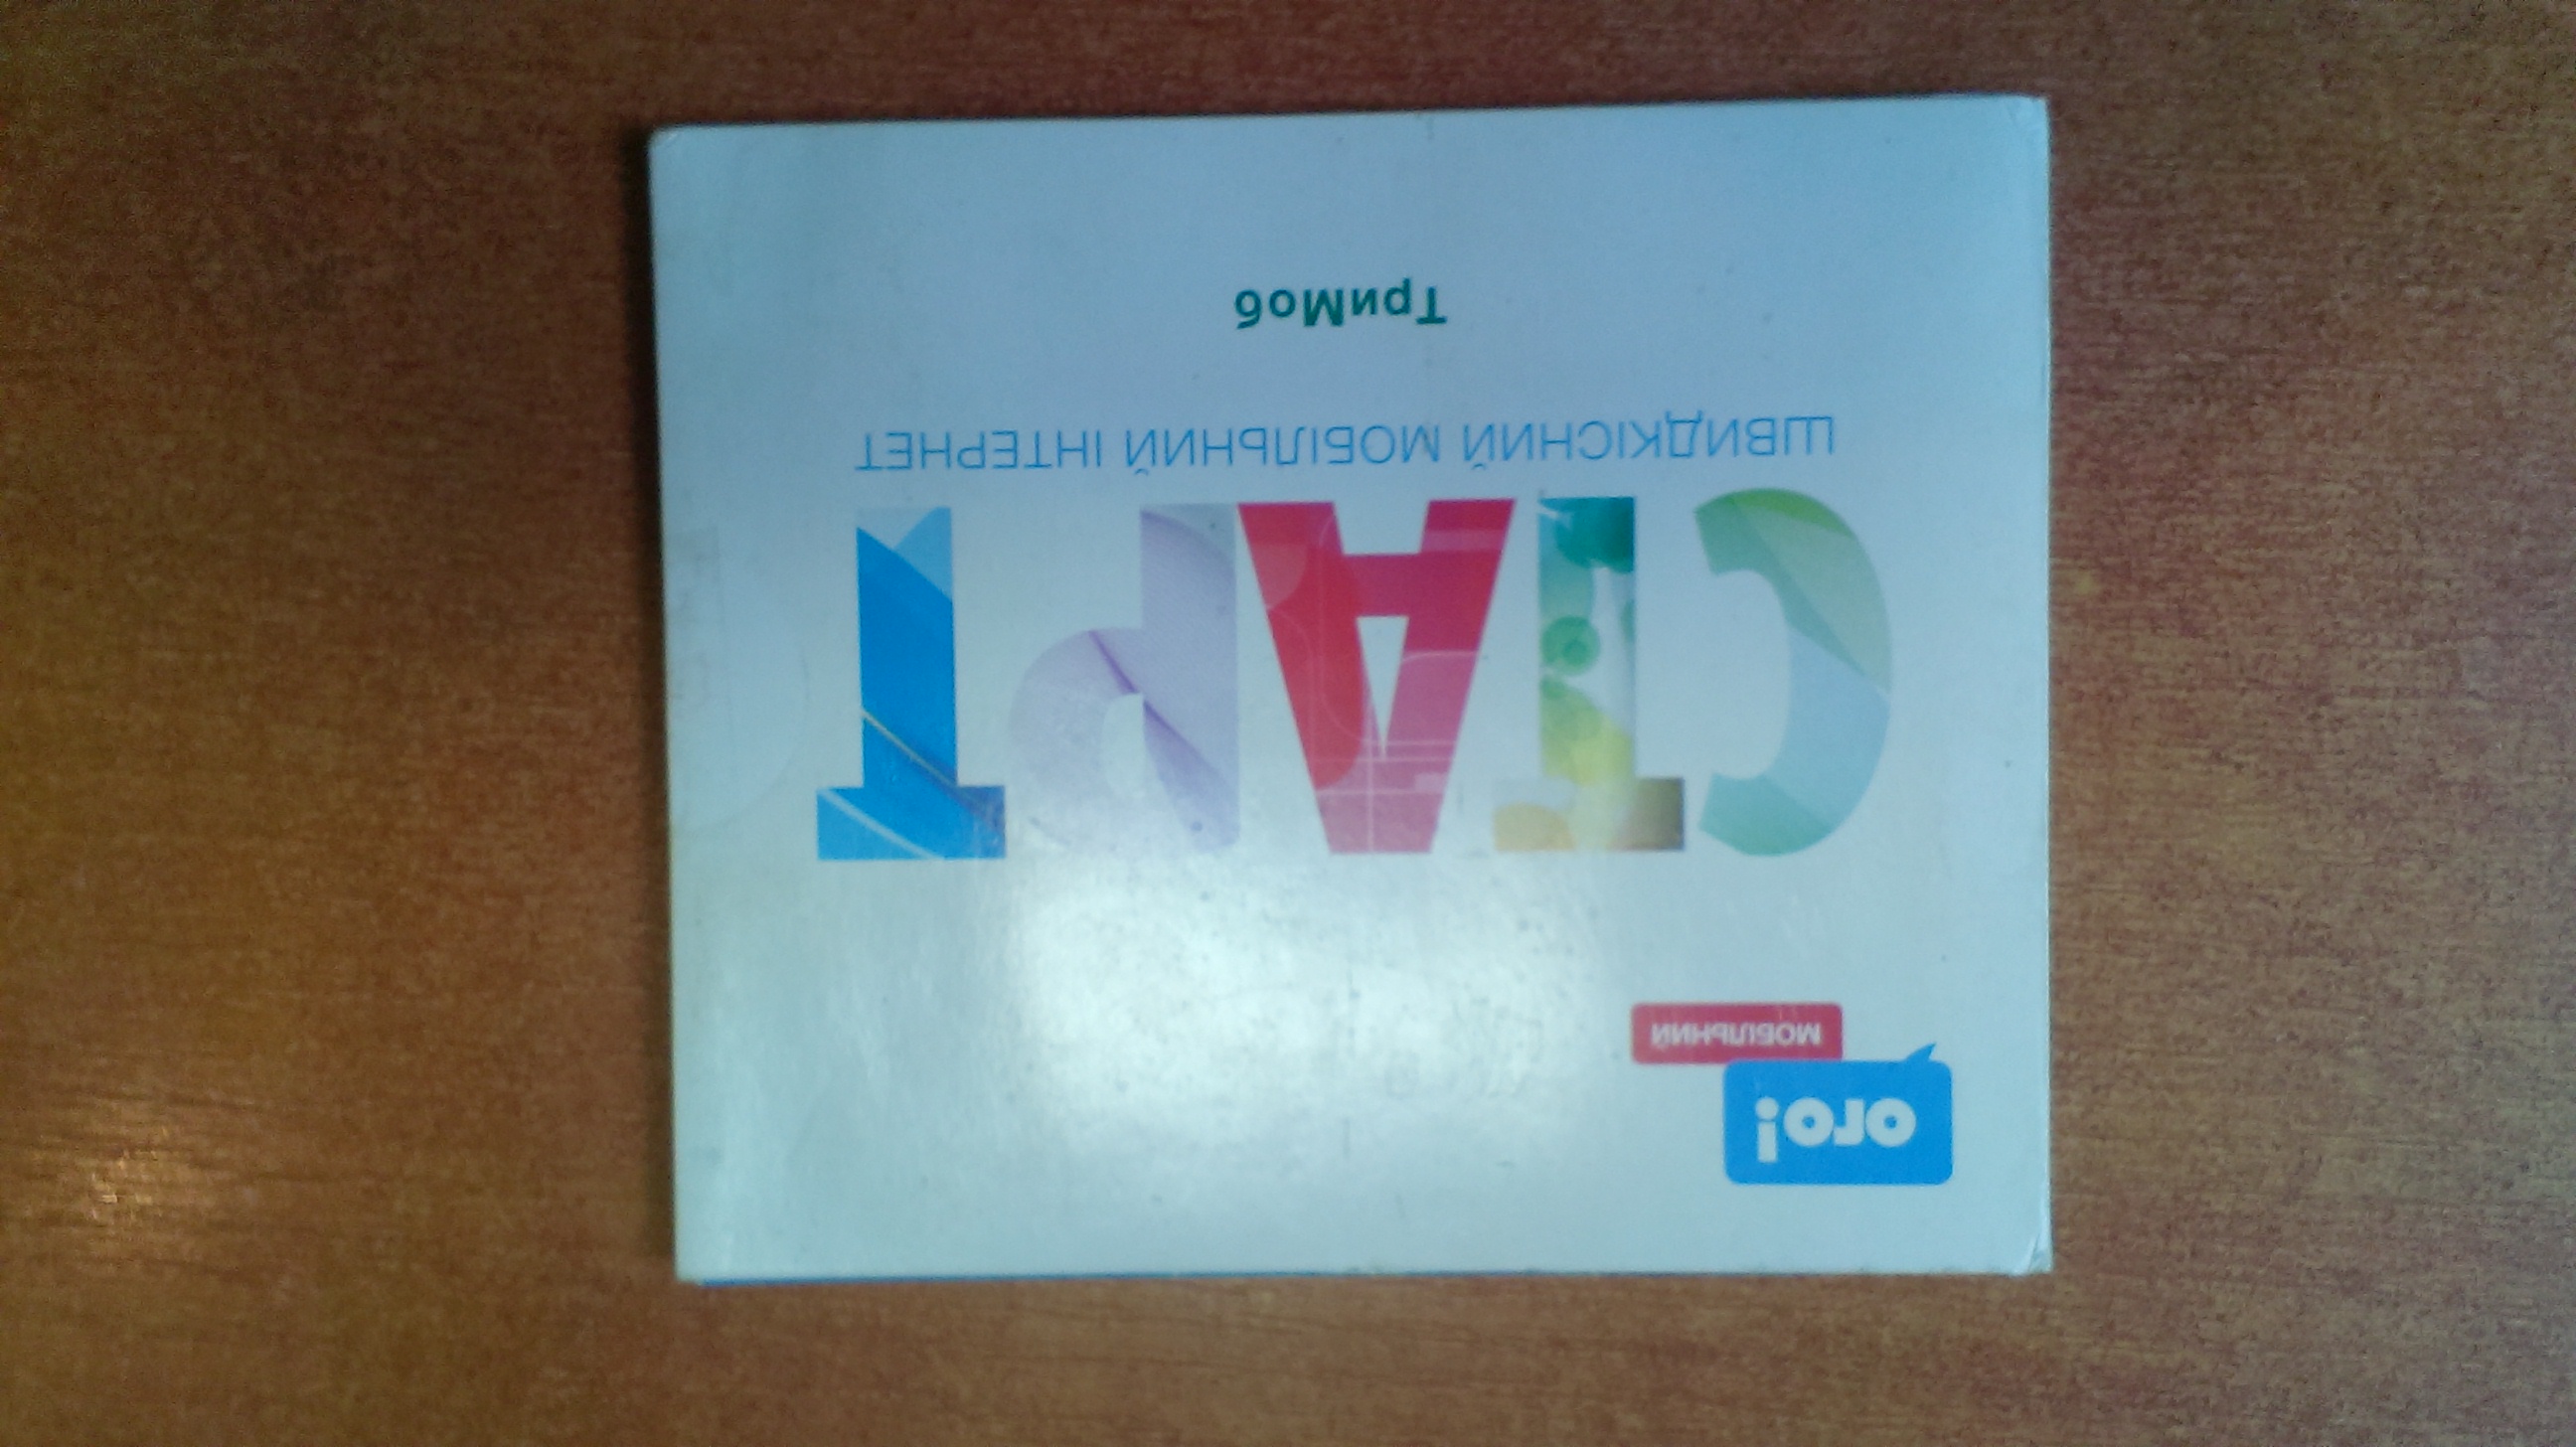 ого!
МОБІЛЬНИЙ
СТАРТ
ШВИДКІСНИЙ МОБІЛЬНИЙ ІНТЕРНЕТ
ТриМоб